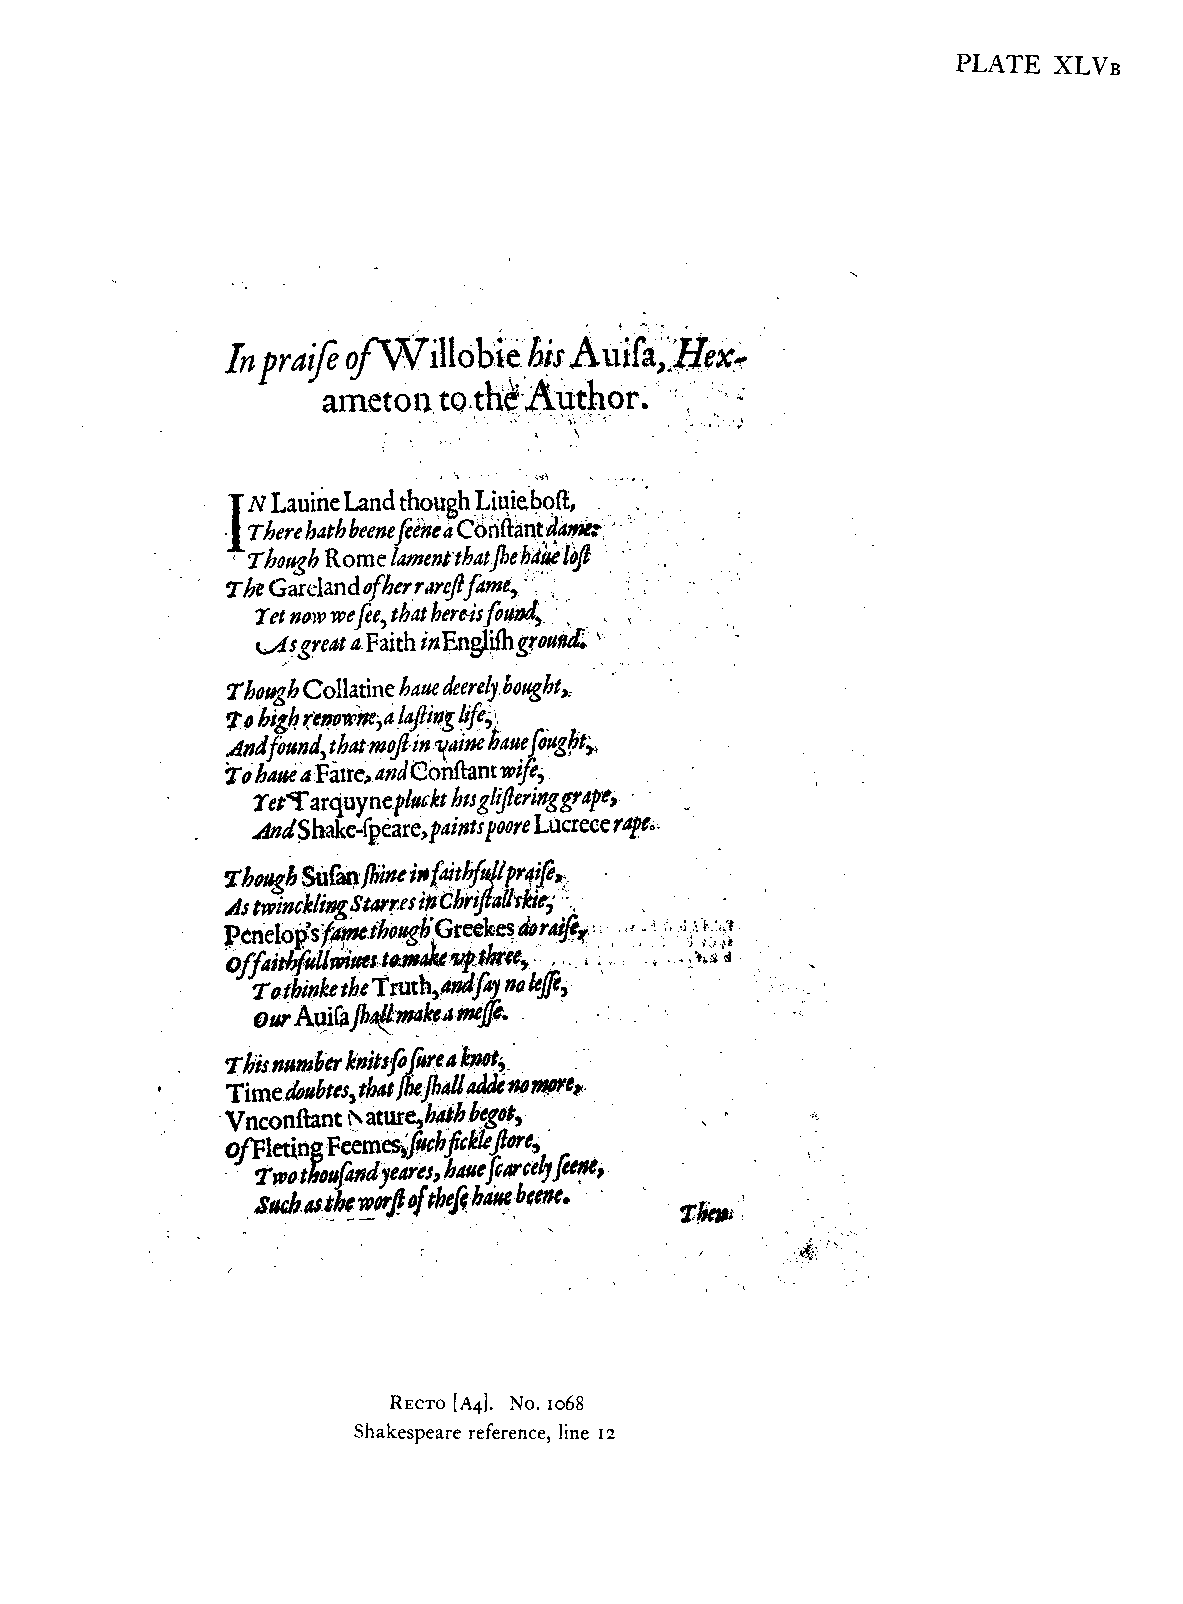 PLATE XLVB
In praiſe of Willobie his Auiſa, Hex-
ameton to the Author.
IN Lauine Land though Liuie boſt,
There hath beene ſeene a Conſtant dame:
Though Rome lament that ſhe haue loſt
The Gareland of her rareſt fame,
Yet now we ſee, that here is found,
As great a Faith in Engliſh ground.
Though Collatine haue deerely bought,
To high renowne, a laſting life,
And found, that moſt in vaine haue ſought,
To haue a Faire, and Conſtant wife,
Yet Tarquyne pluckt his gliſtering grape,
And Shake-ſpeare, paints poore Lucrece rape.
Though Suſan ſhine in faithfull praiſe,
As twinckling Starres in Chriſtall skie,
Penelop's fame though Greekes do raiſe,
Of faithfull wiues to make vp three,
To thinke the Truth, and ſay no leſſe,
Our Auiſa ſhall make a meſſe.
This number knits ſo ſure a knot,
Time doubtes, that ſhe ſhall adde no more,
Vnconſtant Nature, hath begot,
Of Fleting Feemes, ſuch fickle ſtore,
Two thouſand yeares, haue ſcarcely ſeene,
Such as the worſt of theſe haue beene.
Then
RECTO [A4]. No. 1068
Shakespeare reference, line 12